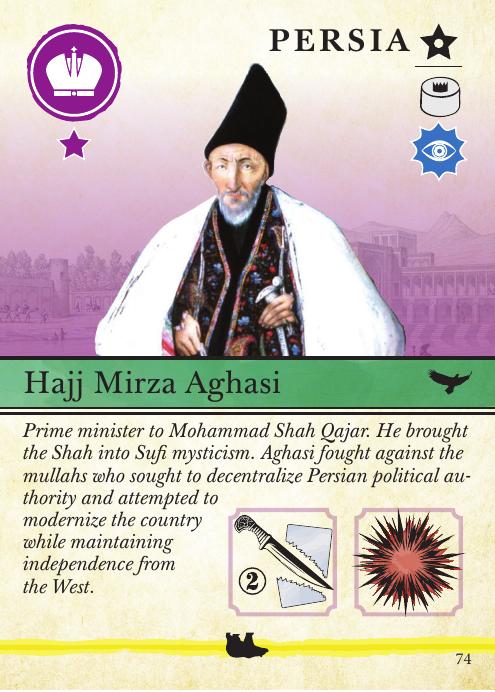 PERSIA
Hajj Mirza Aghasi
Prime minister to Mohammad Shah Qajar. He brought
the Shah into Sufi mysticism. Aghasi fought against the
mullahs who sought to decentralize Persian political au-
thority and attempted to
modernize the country
while maintaining
independence from
the West.
2
74